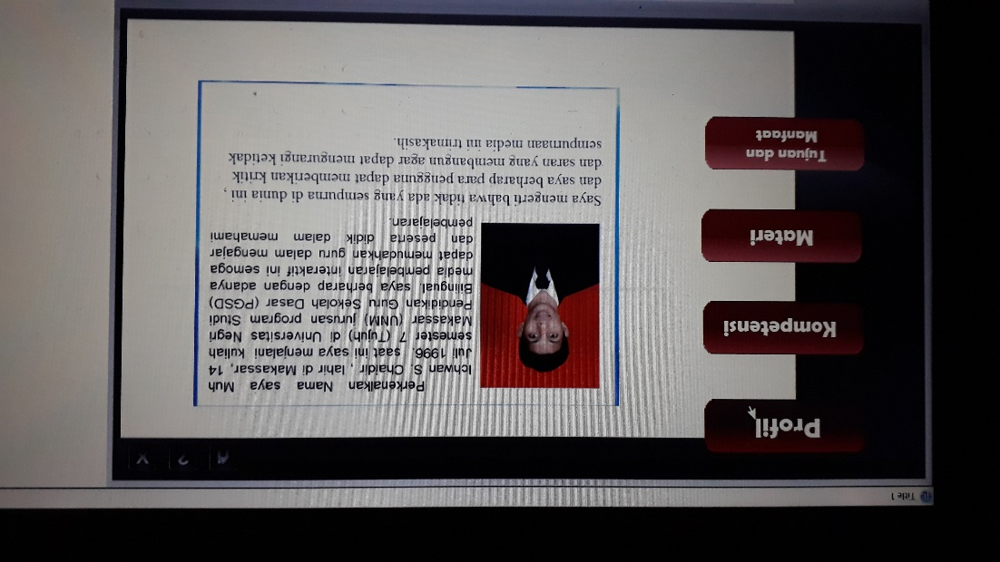 Title 1
Profil
Kompetensi
Materi
Tujuan dan
Manfaat
Perkenalkan Nama saya Muh
Ichwan S. Chaidir , lahir di Makassar, 14
Juli 1996. saat ini saya menjalani kuliah
semester 7 (Tujuh) di Universitas Negri
Makassar (UNM) jurusan program Studi
Pendidikan Guru Sekolah Dasar (PGSD)
Bilingual. saya berharap dengan adanya
media pembelajaran interaktif ini semoga
dapat memudahkan guru dalam mengajar
dan peserta didik dalam memahami
pembelajaran.
Saya mengerti bahwa tidak ada yang sempurna di dunia ini ,
dan saya berharap para pengguna dapat memberikan kritik
dan saran yang membangun agar dapat mengurangi ketidak
sempurnaan media ini trimakasih.